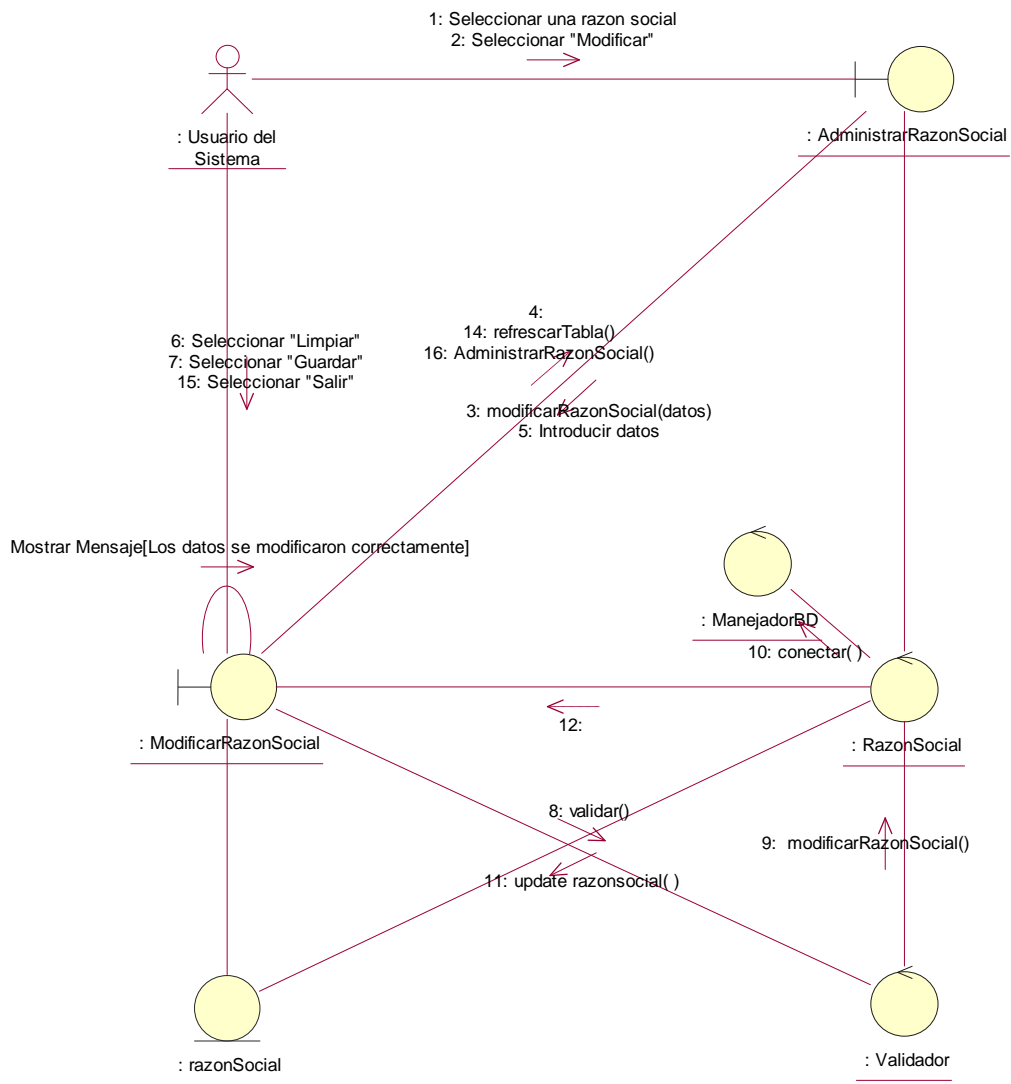 1: Seleccionar una razon social
2: Seleccionar "Modificar"
: Usuario del
Sistema
: AdministrarRazonSocial
4:
14: refrescarTabla()
16: AdministrarRazonSocial()
6: Seleccionar "Limpiar"
7: Seleccionar "Guardar"
15: Seleccionar "Salir"
3: modificarRazonSocial(datos)
5: Introducir datos
Mostrar Mensaje[Los datos se modificaron correctamente]
: ManejadorBD
10: conectar( )
12:
: ModificarRazonSocial
: RazonSocial
8: validar()
9: modificarRazonSocial()
11: update razonsocial( )
: razonSocial
: Validador